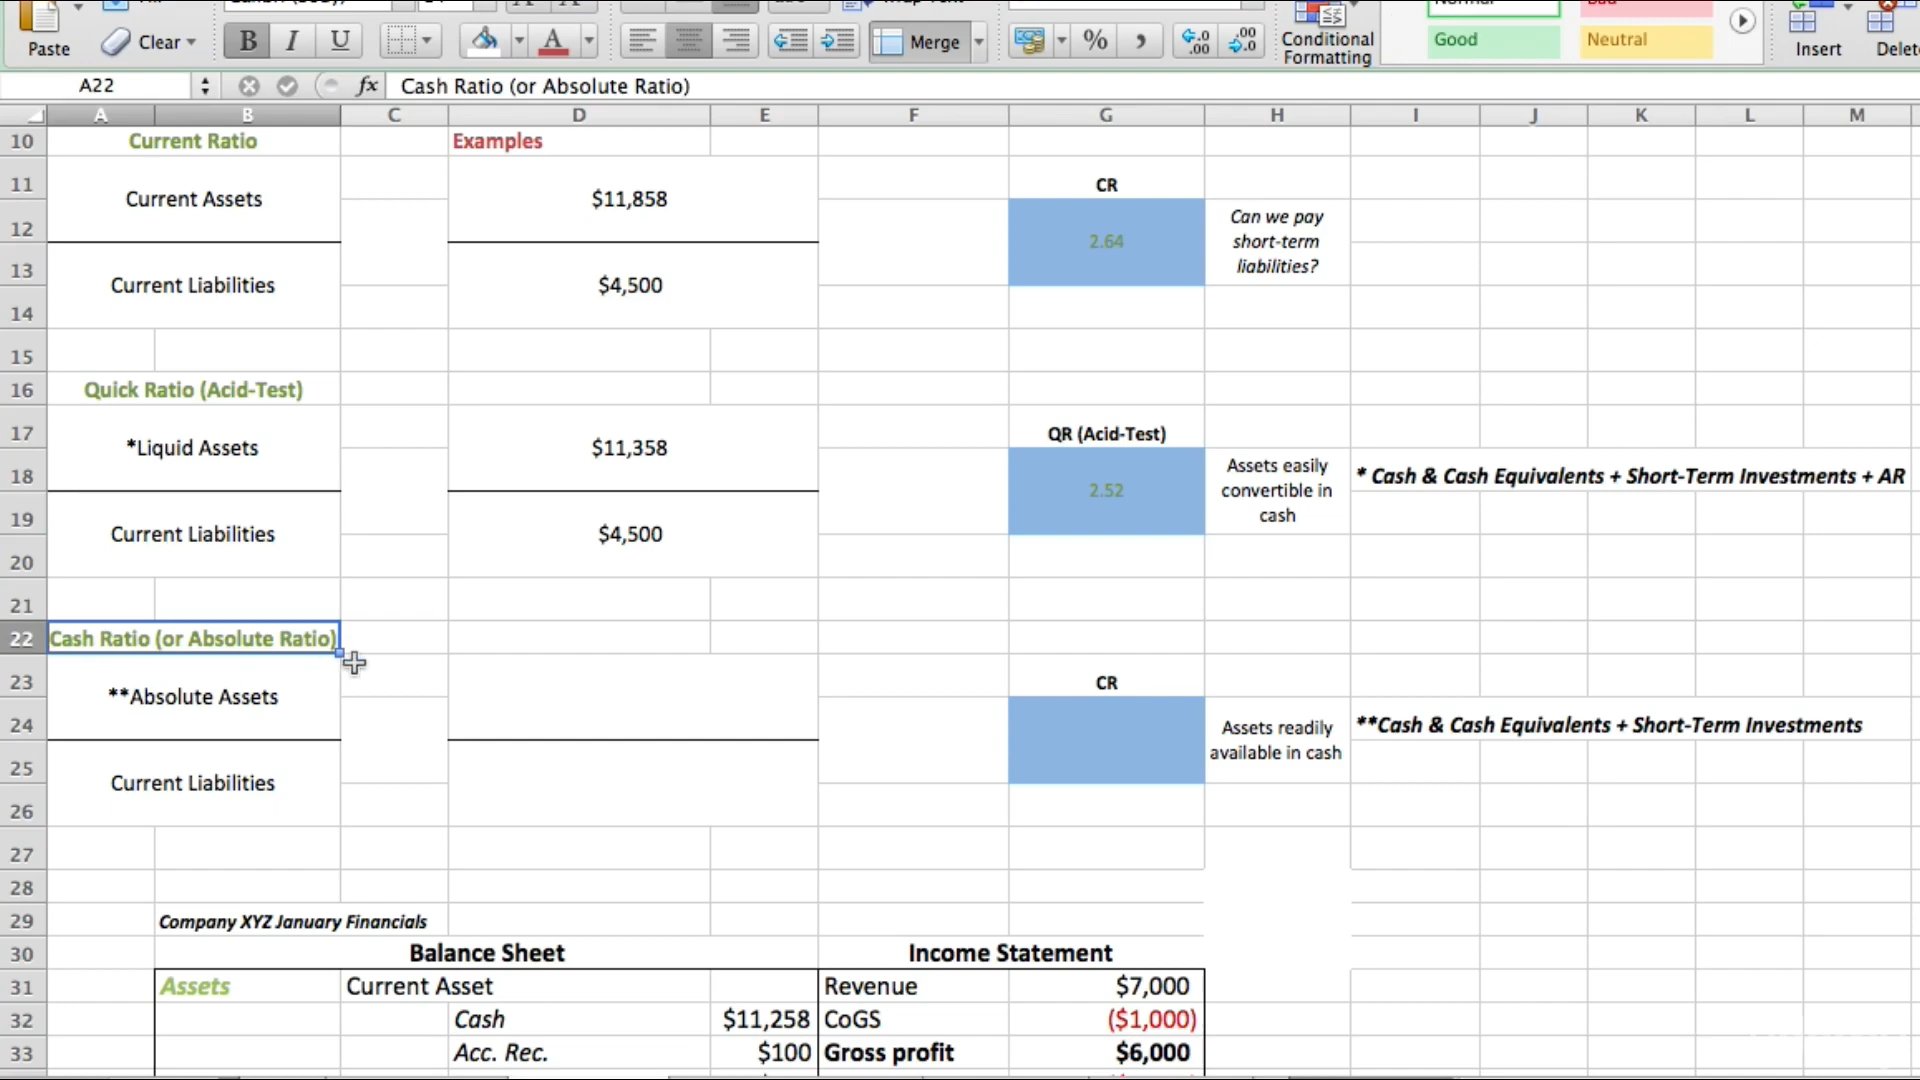 Paste
Clear
B I U
Merge
%
Conditional
Formatting
Good
Neutral
Insert
Delete
A22
fx
Cash Ratio (or Absolute Ratio)
A B C D E F G H I J K L M
10 Current Ratio Examples
11 CR
Current Assets $11,858
12 2.64 Can we pay short-term liabilities?
13 Current Liabilities $4,500
14
15
16 Quick Ratio (Acid-Test)
17 QR (Acid-Test)
*Liquid Assets $11,358
18 2.52 Assets easily convertible in cash * Cash & Cash Equivalents + Short-Term Investments + AR
19 Current Liabilities $4,500
20
21
22 Cash Ratio (or Absolute Ratio)
23 CR
**Absolute Assets
24 Assets readily available in cash **Cash & Cash Equivalents + Short-Term Investments
25 Current Liabilities
26
27
28
29 Company XYZ January Financials
30 Balance Sheet Income Statement
31 Assets Current Asset Revenue $7,000
32 Cash $11,258 CoGS ($1,000)
33 Acc. Rec. $100 Gross profit $6,000